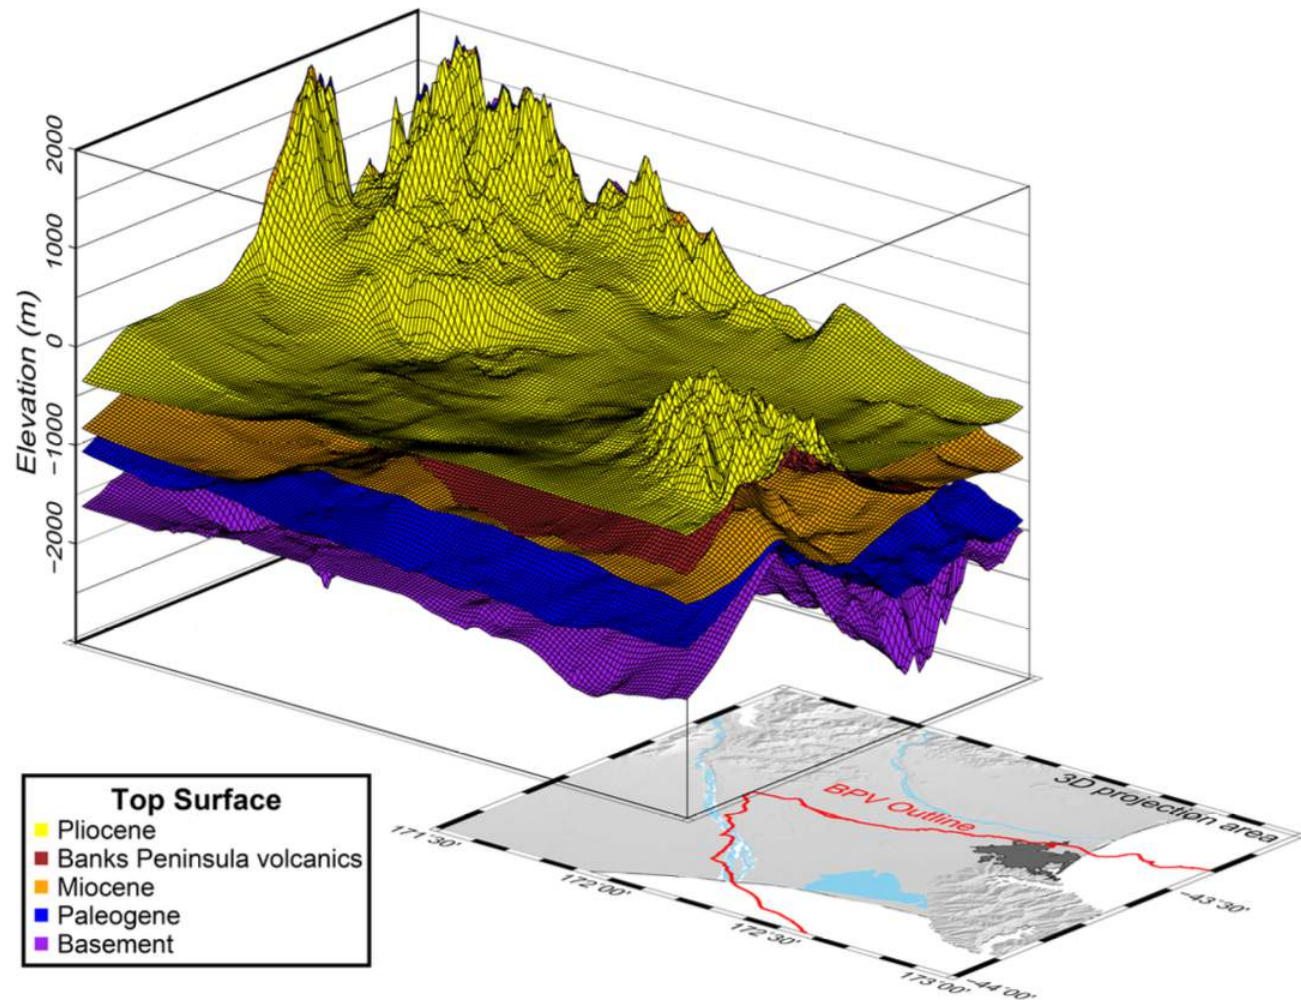 2000
1000
0
−1000
−2000
Elevation (m)
3D projection area
BPV Outline
171˚30'
172˚00'
172˚30'
173˚00'
−43˚30'
−44˚00'
Top Surface
Pliocene
Banks Peninsula volcanics
Miocene
Paleogene
Basement